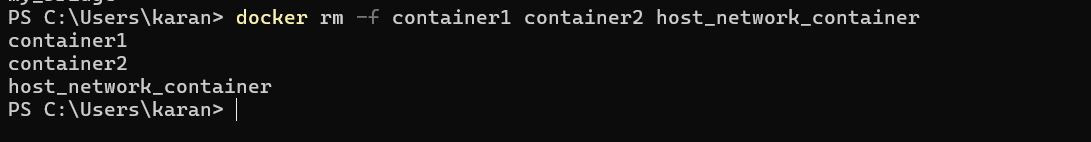 PS C:\Users\karan> docker rm -f container1 container2 host_network_container
container1
container2
host_network_container
PS C:\Users\karan>